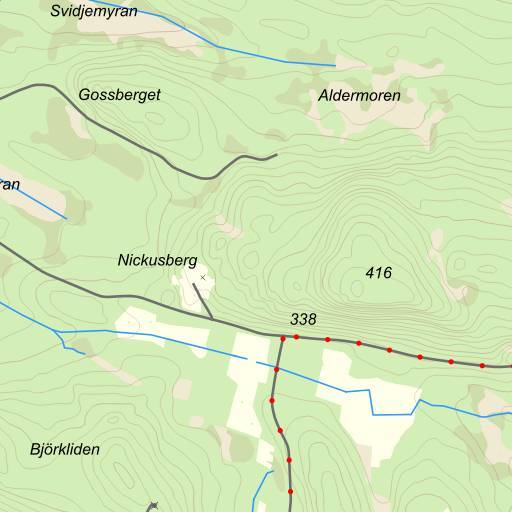 Svidjemyran
Gossberget
Aldermoren
ran
Nickusberg
416
338
Björkliden